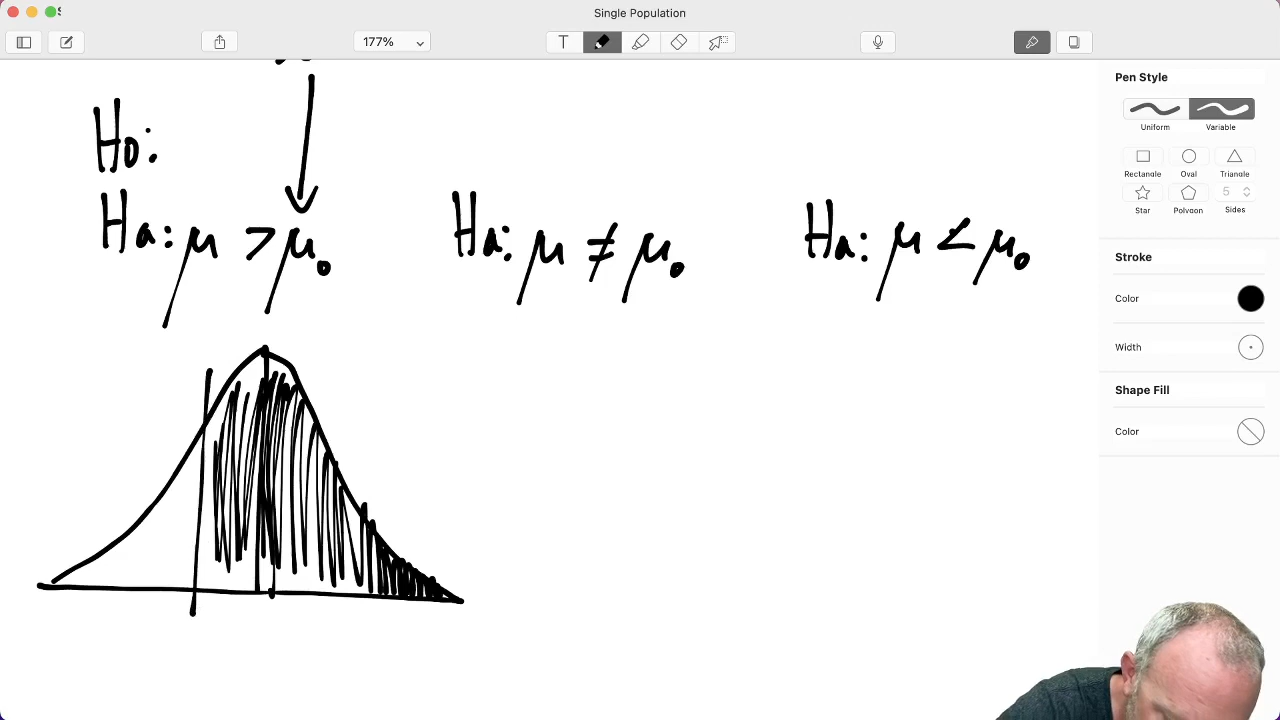 Single Population
177%
T
Pen Style
Uniform
Variable
Rectangle
Oval
Triangle
5
Star
Polygon
Sides
Stroke
Color
Width
Shape Fill
Color
Ho:
Ha: μ > μ₀
Ha: μ ≠ μ₀
Ha: μ < μ₀